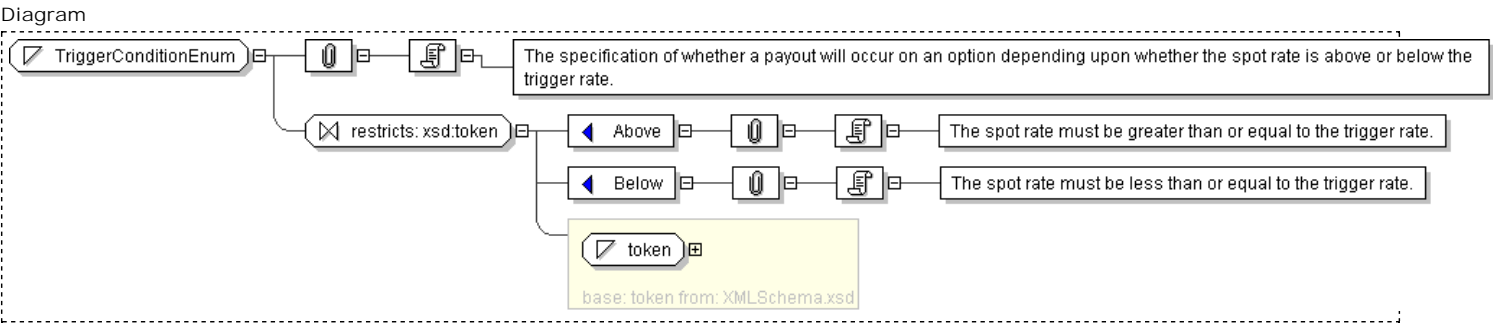 Diagram
TriggerConditionEnum
The specification of whether a payout will occur on an option depending upon whether the spot rate is above or below the
trigger rate.
restricts: xsd:token
Above
The spot rate must be greater than or equal to the trigger rate.
Below
The spot rate must be less than or equal to the trigger rate.
token
base: token from: XMLSchema.xsd